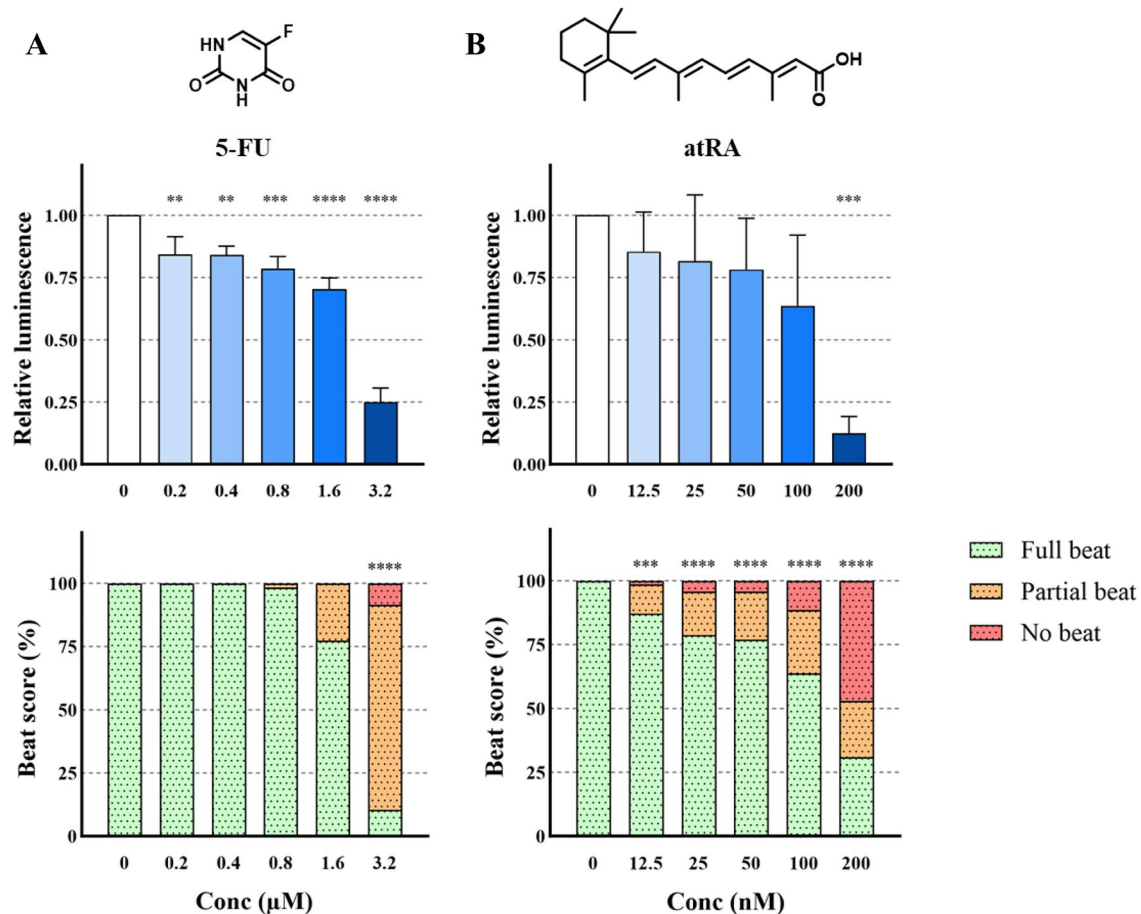 A
B
HN
F
O
N
H
O
OH
O
5-FU
atRA
Relative luminescence
1.00
0.75
0.50
0.25
0.00
** ** *** **** ****
0 0.2 0.4 0.8 1.6 3.2
Relative luminescence
1.00
0.75
0.50
0.25
0.00
***
0 12.5 25 50 100 200
Beat score (%)
100
75
50
25
0
****
0 0.2 0.4 0.8 1.6 3.2
Conc (µM)
Beat score (%)
100
75
50
25
0
*** **** **** **** ****
0 12.5 25 50 100 200
Conc (nM)
Full beat
Partial beat
No beat